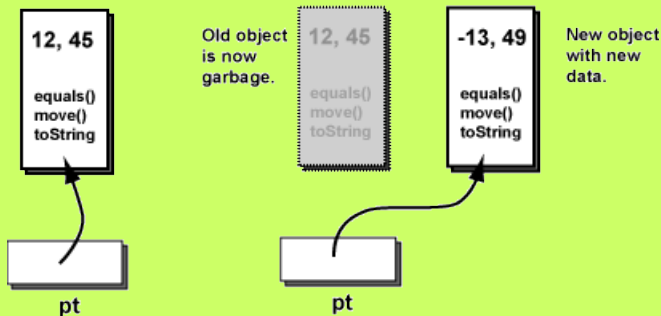 12, 45
equals()
move()
toString
pt
Old object
is now
garbage.
12, 45
equals()
move()
toString
-13, 49
equals()
move()
toString
New object
with new
data.
pt